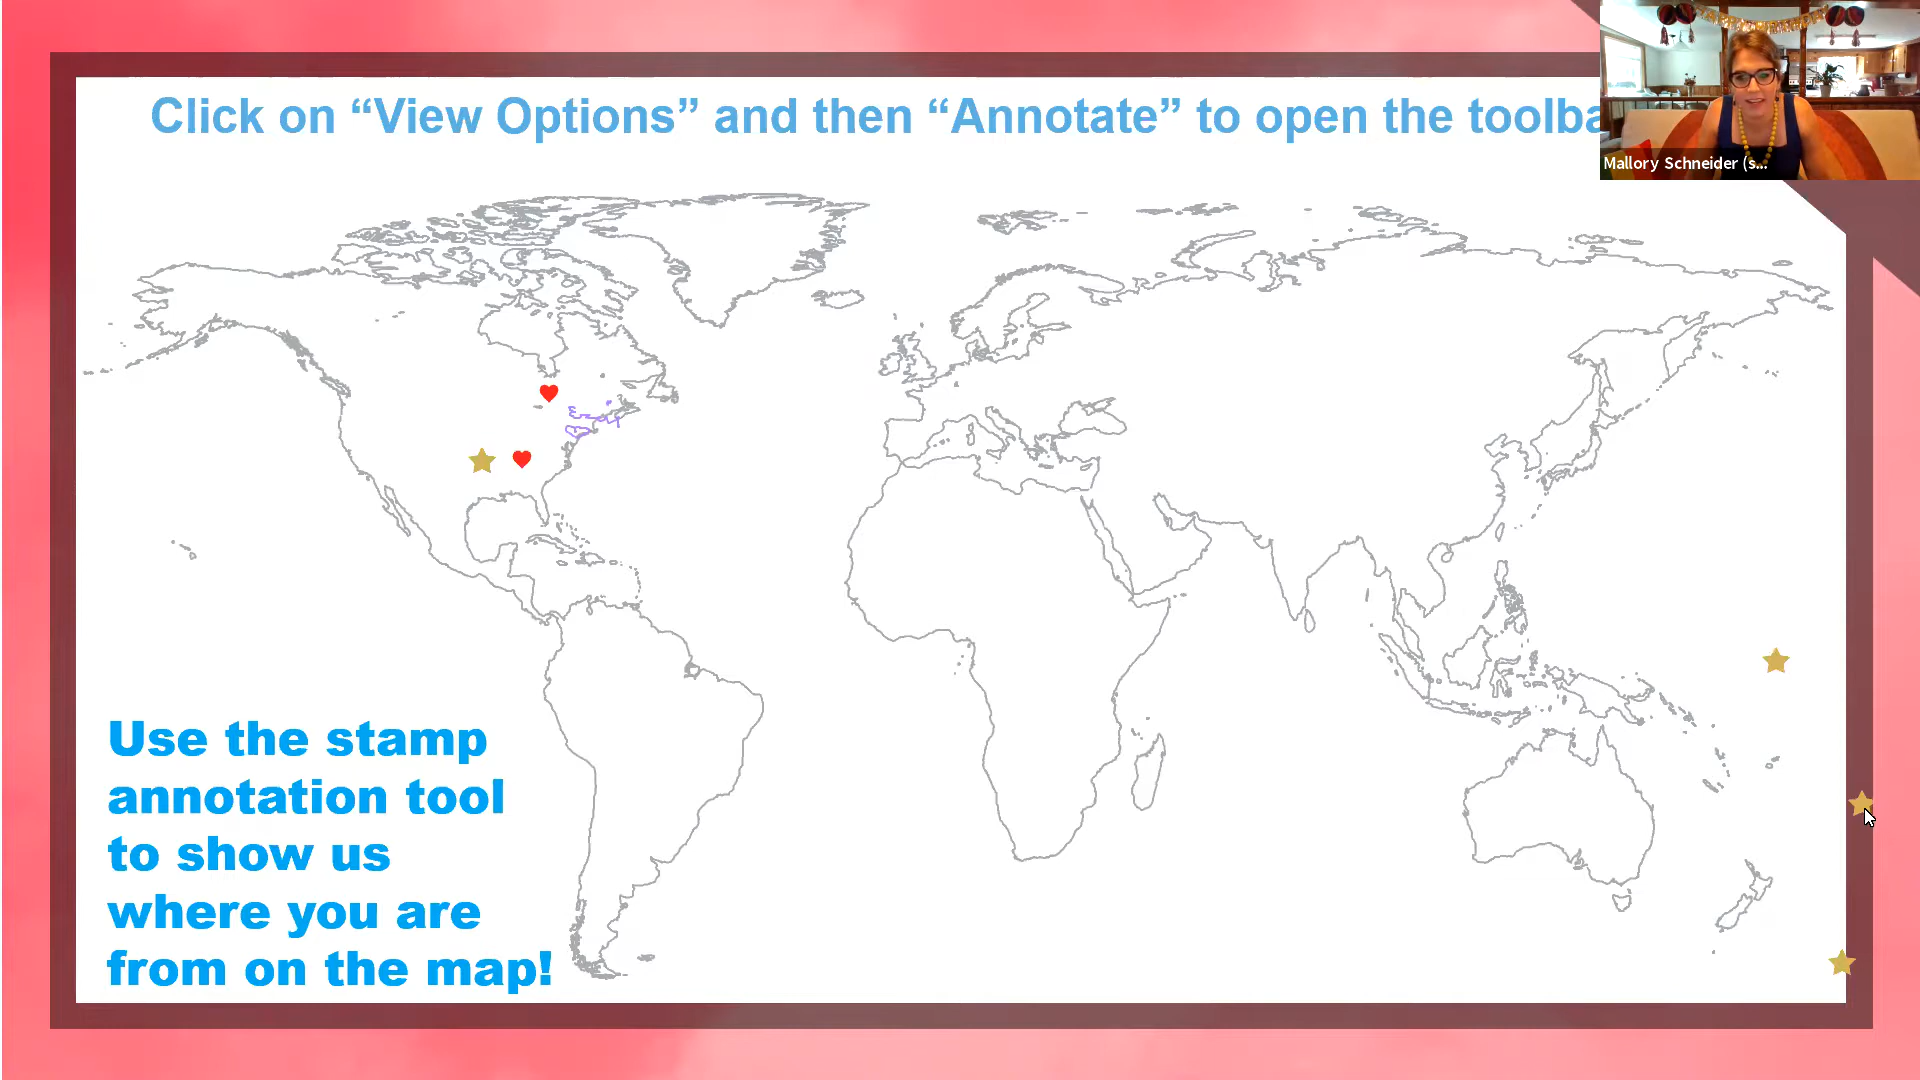 Click on “View Options” and then “Annotate” to open the toolba
Mallory Schneider (s...
Use the stamp
annotation tool
to show us
where you are
from on the map!